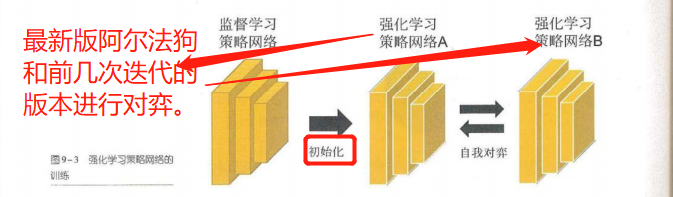 最新版阿尔法狗
和前几次迭代的
版本进行对弈。
监督学习
策略网络
强化学习
策略网络A
强化学习
策略网络B
初始化
自我对弈
图9-3 强化学习策略网络的
训练